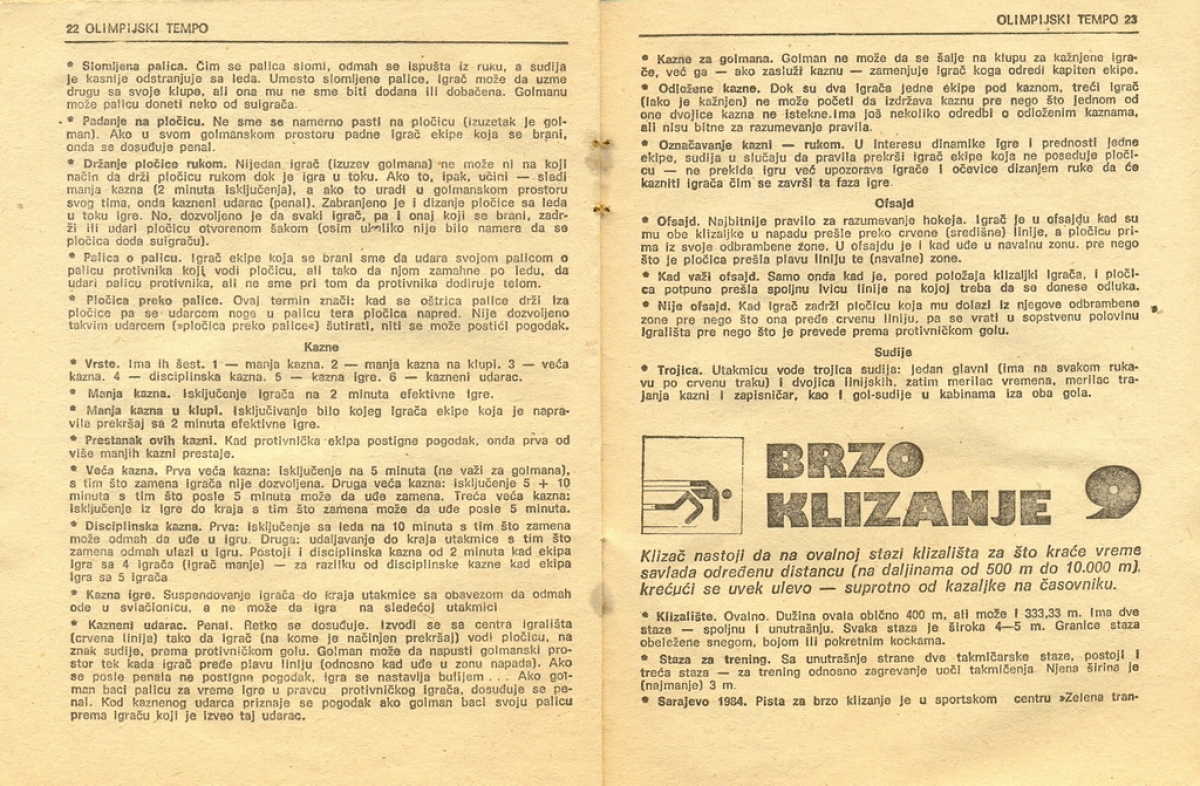 22 OLIMPIJSKI TEMPO
* Slomljena palica. Čim se palica slomi, odmah se ispušta iz ruku, a sudija
je kasnije odstranjuje sa leda. Umesto slomljene palice, igrač može da uzme
drugu sa svoje klupe, ali ona mu ne sme biti dodana ili dobačena. Golmanu
može palicu doneti neko od suigrača.
* Padanje na pločicu. Ne sme se namerno pasti na pločicu (izuzetak je gol-
man). Ako u svom golmanskom prostoru padne igrač ekipe koja se brani,
onda se dosuđuje penal.
* Držanje pločice rukom. Nijedan igrač (izuzev golmana) ne može ni na koji
način da drži pločicu rukom dok je igra u toku. Ako to, ipak, učini — sledi
manja kazna (2 minuta isključenja), a ako to uradi u golmanskom prostoru
svog tima, onda kazneni udarac (penal). Zabranjeno je i dizanje pločice sa leda
u toku igre. No, dozvoljeno je da svaki igrač, pa i onaj koji se brani, zadr-
ži ili udari pločicu otvorenom šakom (osim ukoliko nije bilo namere da se
pločica doda suigraču).
* Palica o palicu. Igrač ekipe koja se brani sme da udara svojom palicom o
palicu protivnika koji vodi pločicu, ali tako da njom zamahne po ledu, da
udari palicu protivnika, ali ne sme pri tom da protivnika dodiruje telom.
* Pločica preko palice. Ovaj termin znači: kad se oštrica palice drži iza
pločice pa se udarcem noge u palicu tera pločica napred. Nije dozvoljeno
takvim udarcem (»pločica preko palice«) šutirati, niti se može postići pogodak.
Kazne
* Vrste. Ima ih šest. 1 — manja kazna. 2 — manja kazna na klupi. 3 — veća
kazna. 4 — disciplinska kazna. 5 — kazna igre. 6 — kazneni udarac.
* Manja kazna. Isključenje igrača na 2 minuta efektivne igre.
* Manja kazna u klupi. Isključivanje bilo kojeg igrača ekipe koja je napra-
vila prekršaj sa 2 minuta efektivne igre.
* Prestanak ovih kazni. Kad protivnička ekipa postigne pogodak, onda prva od
više manjih kazni prestaje.
* Veća kazna. Prva veća kazna: isključenje na 5 minuta (ne važi za golmana),
s tim što zamena igrača nije dozvoljena. Druga veća kazna: isključenje 5 + 10
minuta s tim što posle 5 minuta može da uđe zamena. Treća veća kazna:
isključenje iz igre do kraja s tim što zamena može da uđe posle 5 minuta.
* Disciplinska kazna. Prva: isključenje sa leda na 10 minuta s tim što zamena
može odmah da uđe u igru. Druga: udaljavanje do kraja utakmice s tim što
zamena odmah ulazi u igru. Postoji i disciplinska kazna od 2 minuta kad ekipa
igra sa 4 igrača (igrač manje) — za razliku od disciplinske kazne kad ekipa
igra sa 5 igrača
* Kazna igre. Suspendovanje igrača do kraja utakmice sa obavezom da odmah
ode u svlačionicu, a ne može da igra na sledećoj utakmici
* Kazneni udarac. Penal. Retko se dosuđuje. Izvodi se sa centra igrališta
(crvena linija) tako da igrač (na kome je načinjen prekršaj) vodi pločicu, na
znak sudije, prema protivničkom golu. Golman može da napusti golmanski pro-
stor tek kada igrač pređe plavu liniju (odnosno kad uđe u zonu napada). Ako
se posle penala ne postigne pogodak, igra se nastavlja bulijem . . . Ako gol-
man baci palicu za vreme igre u pravcu protivničkog igrača, dosuđuje se pe-
nal. Kod kaznenog udarca priznaje se pogodak ako golman baci svoju palicu
prema igraču koji je izveo taj udarac.
OLIMPIJSKI TEMPO 23
* Kazne za golmana. Golman ne može da se šalje na klupu za kažnjene igra-
če, već ga — ako zasluži kaznu — zamenjuje igrač koga odredi kapiten ekipe.
* Odložene kazne. Dok su dva igrača jedne ekipe pod kaznom, treći igrač
(iako je kažnjen) ne može početi da izdržava kaznu pre nego što jednom od
one dvojice kazna ne istekne.Ima još nekoliko odredbi o odloženim kaznama,
ali nisu bitne za razumevanje pravila.
* Označavanje kazni — rukom. U interesu dinamike igre i prednosti jedne
ekipe, sudija u slučaju da pravila prekrši igrač ekipe koja ne poseduje ploči-
cu — ne prekida igru već upozorava igrače i očevice dizanjem ruke da će
kazniti igrača čim se završi ta faza igre
Ofsajd
* Ofsajd. Najbitnije pravilo za razumevanje hokeja. Igrač je u ofsajdu kad su
mu obe klizaljke u napadu prešle preko crvene (središne) linije, a pločicu pri-
ma iz svoje odbrambene zone. U ofsajdu je i kad uđe u navalnu zonu. pre nego
što je pločica prešla plavu liniju te (navalne) zone.
* Kad važi ofsajd. Samo onda kad je, pored položaja klizaljki igrača, i ploči-
ca potpuno prešla spoljnu ivicu linije na kojoj treba da se donese odluka.
* Nije ofsajd. Kad igrač zadrži pločicu koja mu dolazi iz njegove odbrambene
zone pre nego što ona pređe crvenu liniju, pa se vrati u sopstvenu polovinu
igrališta pre nego što je prevede prema protivničkom golu.
Sudije
* Trojica. Utakmicu vode trojica sudija: jedan glavni (ima na svakom ruka-
vu po crvenu traku) i dvojica linijskih, zatim merilac vremena, merilac tra-
janja kazni i zapisničar, kao i gol-sudije u kabinama iza oba gola.
BRZO
KLIZANJE 9
Klizač nastoji da na ovalnoj stazi klizališta za što kraće vreme
savlada određenu distancu (na daljinama od 500 m do 10.000 m),
krećući se uvek ulevo — suprotno od kazaljke na časovniku.
* Klizalište. Ovalno. Dužina ovala obično 400 m, ali može i 333,33 m. Ima dve
staze — spoljnu i unutrašnju. Svaka staza je široka 4—5 m. Granice staza
obeležene snegom, bojom ili pokretnim kockama.
* Staza za trening. Sa unutrašnje strane dve takmičarske staze, postoji i
treća staza — za trening odnosno zagrevanje uoči takmičenja. Njena širina je
(najmanje) 3 m.
* Sarajevo 1984. Pista za brzo klizanje je u sportskom centru »Zelena tran-